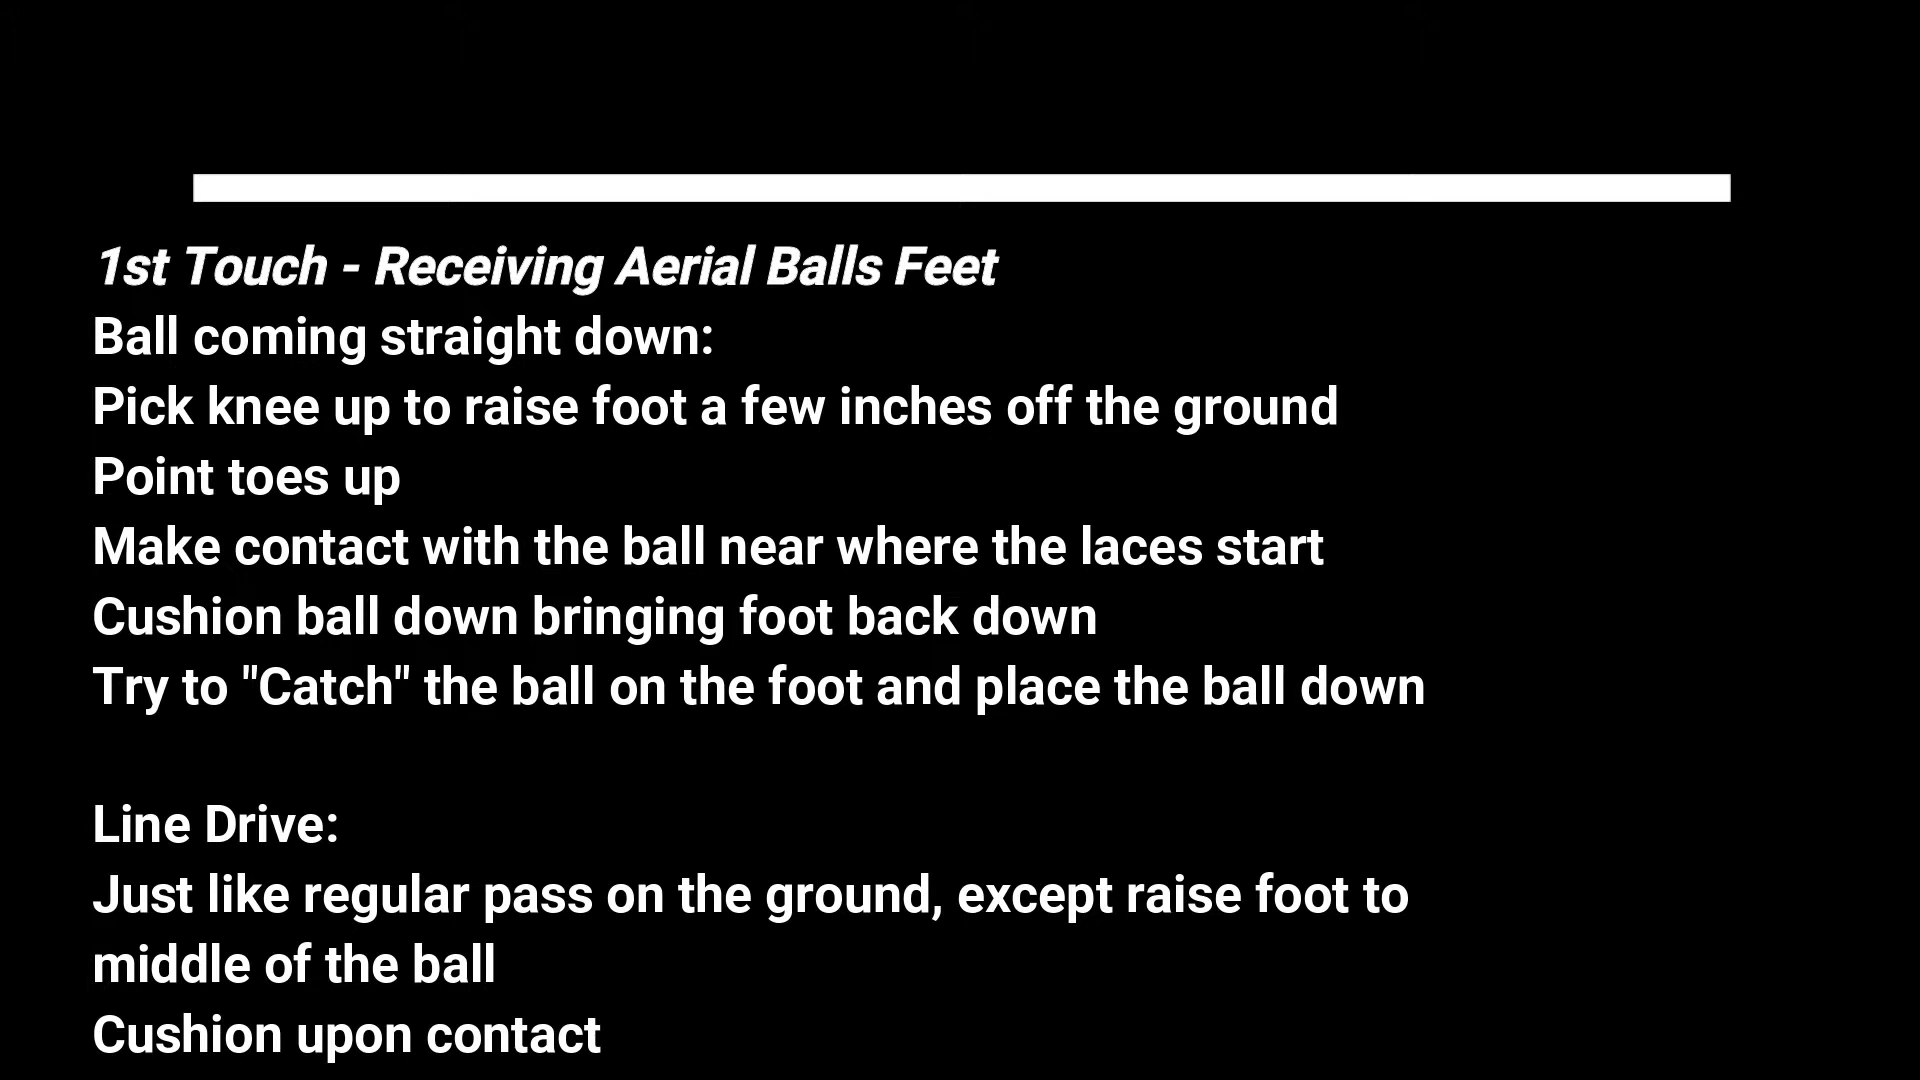 1st Touch - Receiving Aerial Balls Feet
Ball coming straight down:
Pick knee up to raise foot a few inches off the ground
Point toes up
Make contact with the ball near where the laces start
Cushion ball down bringing foot back down
Try to "Catch" the ball on the foot and place the ball down
Line Drive:
Just like regular pass on the ground, except raise foot to
middle of the ball
Cushion upon contact